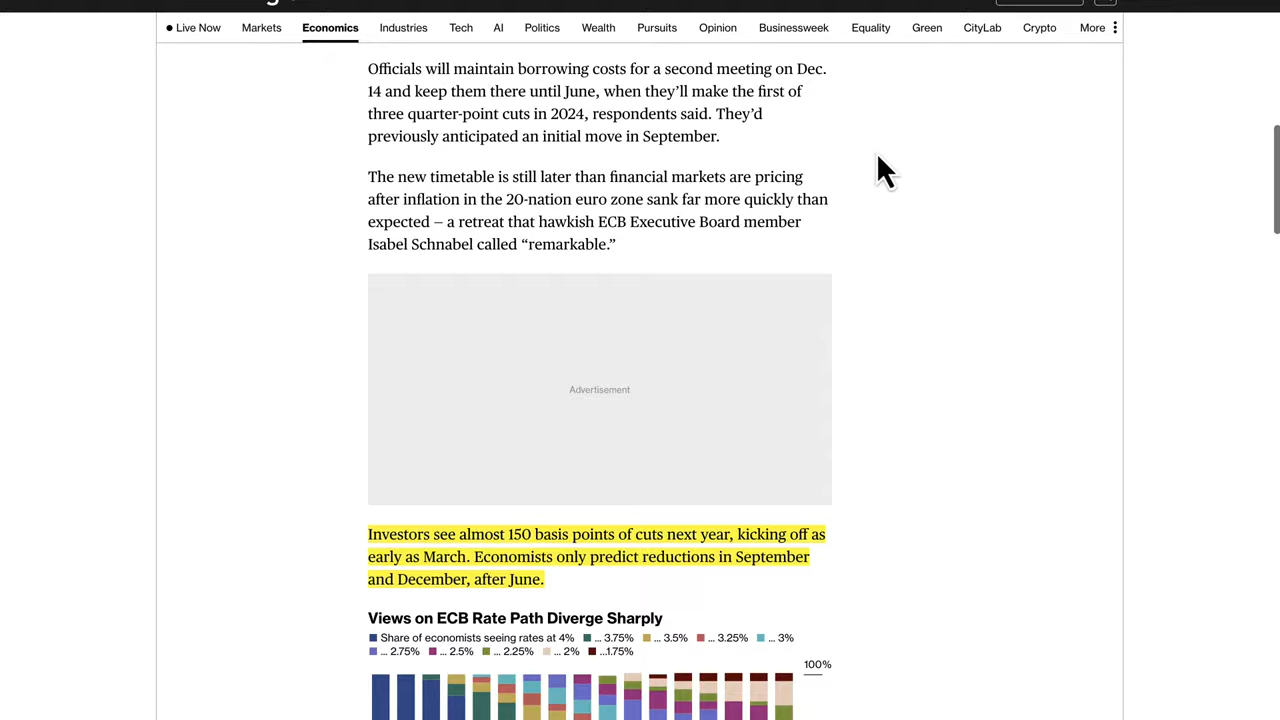 Live Now Markets Economics Industries Tech AI Politics Wealth Pursuits Opinion Businessweek Equality Green CityLab Crypto More
Officials will maintain borrowing costs for a second meeting on Dec.
14 and keep them there until June, when they’ll make the first of
three quarter-point cuts in 2024, respondents said. They’d
previously anticipated an initial move in September.
The new timetable is still later than financial markets are pricing
after inflation in the 20-nation euro zone sank far more quickly than
expected — a retreat that hawkish ECB Executive Board member
Isabel Schnabel called “remarkable.”
Advertisement
Investors see almost 150 basis points of cuts next year, kicking off as
early as March. Economists only predict reductions in September
and December, after June.
Views on ECB Rate Path Diverge Sharply
Share of economists seeing rates at 4% ... 3.75% ... 3.5% ... 3.25% ... 3%
... 2.75% ... 2.5% ... 2.25% ... 2% ...1.75%
100%